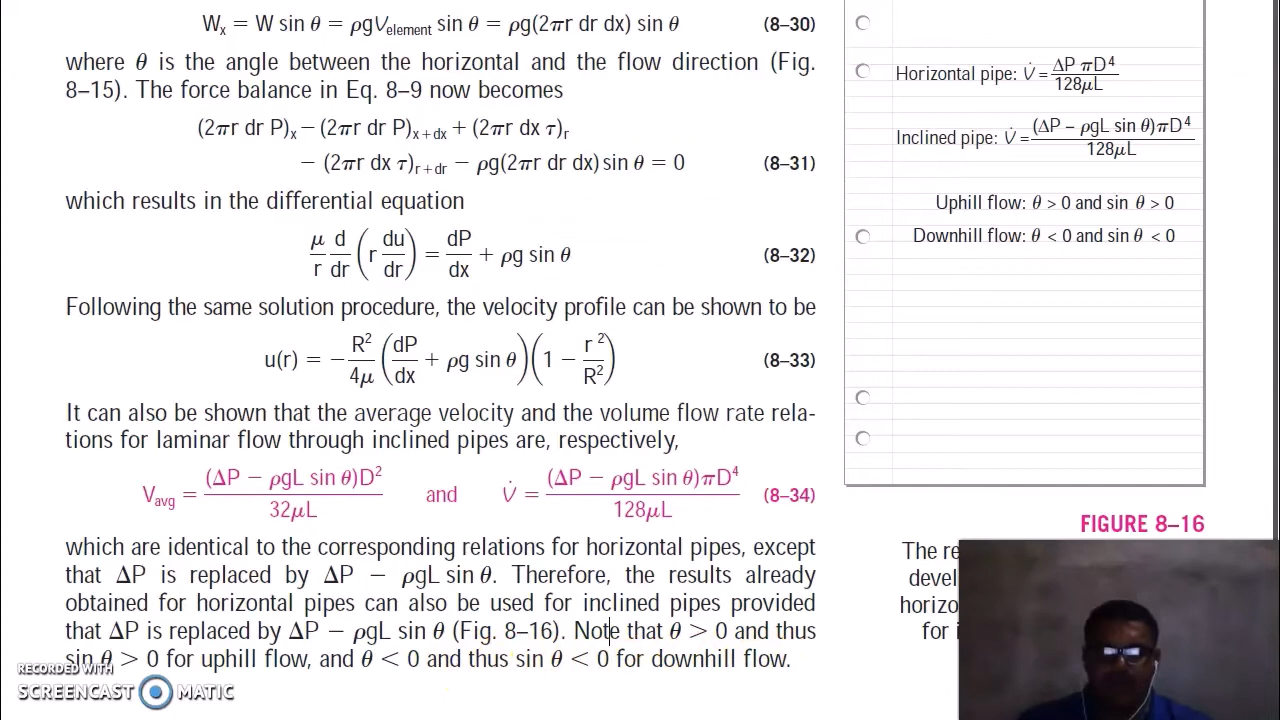 Wx = W sin θ = ρgVelement sin θ = ρg(2πr dr dx) sin θ (8–30)
where θ is the angle between the horizontal and the flow direction (Fig.
8–15). The force balance in Eq. 8–9 now becomes
(2πr dr P)x − (2πr dr P)x+dx + (2πr dx τ)r
− (2πr dx τ)r+dr − ρg(2πr dr dx) sin θ = 0 (8–31)
which results in the differential equation
μ/r d/dr (r du/dr) = dP/dx + ρg sin θ (8–32)
Following the same solution procedure, the velocity profile can be shown to be
u(r) = −R²/4μ (dP/dx + ρg sin θ)(1 − r²/R²) (8–33)
It can also be shown that the average velocity and the volume flow rate rela-
tions for laminar flow through inclined pipes are, respectively,
Vavg = (ΔP − ρgL sin θ)D²/32μL and V̇ = (ΔP − ρgL sin θ)πD⁴/128μL (8–34)
which are identical to the corresponding relations for horizontal pipes, except
that ΔP is replaced by ΔP − ρgL sin θ. Therefore, the results already
obtained for horizontal pipes can also be used for inclined pipes provided
that ΔP is replaced by ΔP − ρgL sin θ (Fig. 8–16). Note that θ > 0 and thus
sin θ > 0 for uphill flow, and θ < 0 and thus sin θ < 0 for downhill flow.
Horizontal pipe: V̇ = ΔP πD⁴/128μL
Inclined pipe: V̇ = (ΔP − ρgL sin θ)πD⁴/128μL
Uphill flow: θ > 0 and sin θ > 0
Downhill flow: θ < 0 and sin θ < 0
FIGURE 8–16
The re
devel
horizo
for i
RECORDED WITH
SCREENCAST MATIC